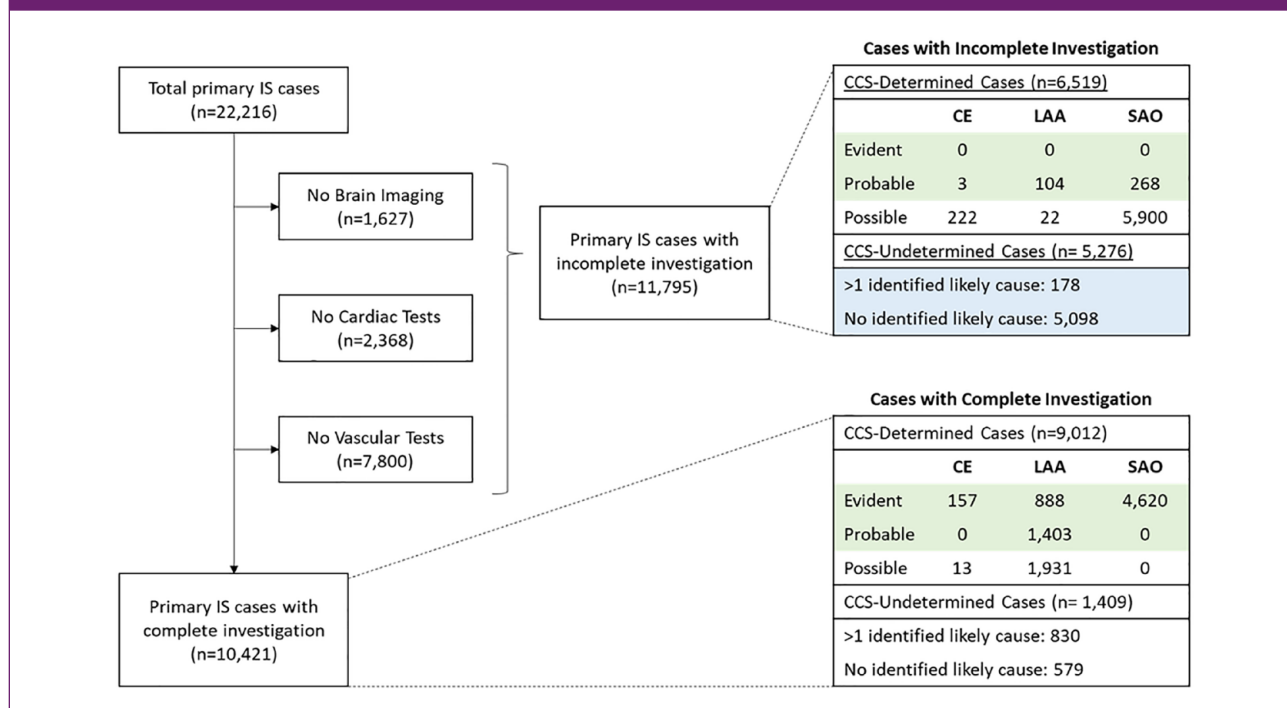 Total primary IS cases
(n=22,216)
No Brain Imaging
(n=1,627)
No Cardiac Tests
(n=2,368)
No Vascular Tests
(n=7,800)
Primary IS cases with
complete investigation
(n=10,421)
Primary IS cases with
incomplete investigation
(n=11,795)
Cases with Incomplete Investigation
CCS-Determined Cases (n=6,519)
CE LAA SAO
Evident 0 0 0
Probable 3 104 268
Possible 222 22 5,900
CCS-Undetermined Cases (n= 5,276)
>1 identified likely cause: 178
No identified likely cause: 5,098
Cases with Complete Investigation
CCS-Determined Cases (n=9,012)
CE LAA SAO
Evident 157 888 4,620
Probable 0 1,403 0
Possible 13 1,931 0
CCS-Undetermined Cases (n= 1,409)
>1 identified likely cause: 830
No identified likely cause: 579